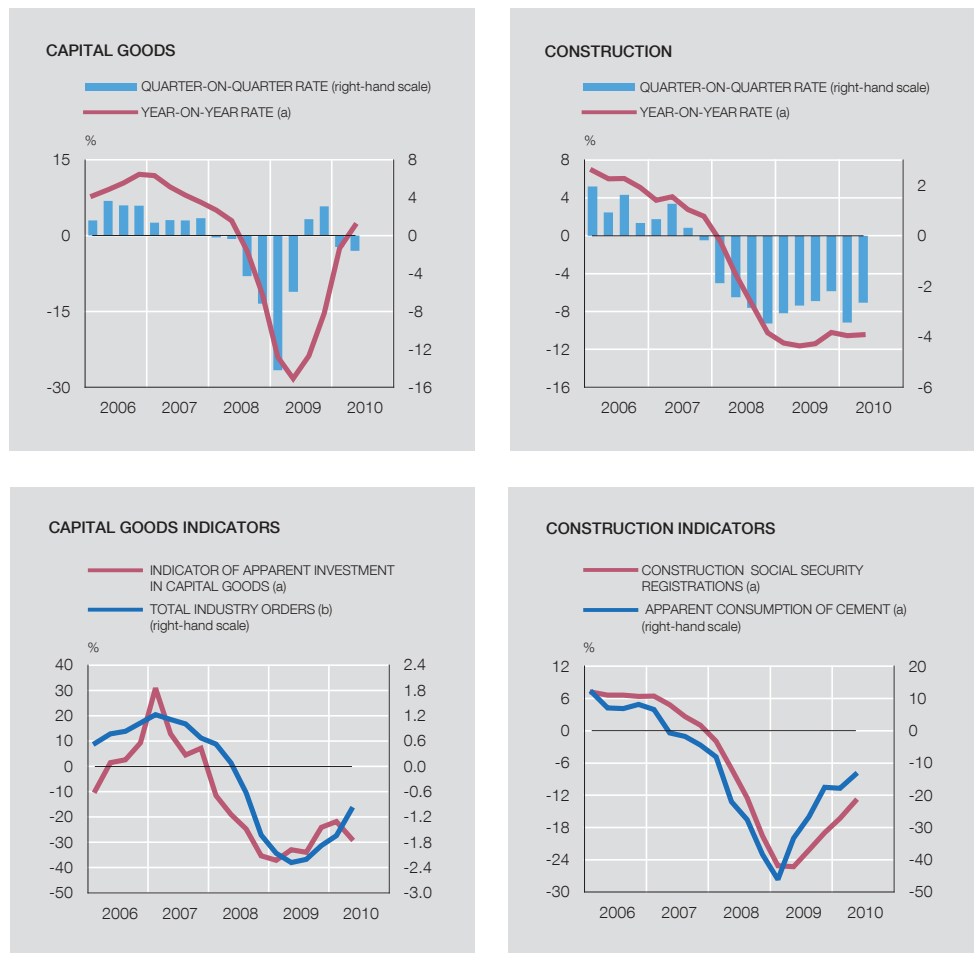 CAPITAL GOODS
QUARTER-ON-QUARTER RATE (right-hand scale)
YEAR-ON-YEAR RATE (a)
%
15 8
4
0 0
-4
-15 -8
-12
-30 -16
2006 2007 2008 2009 2010
CONSTRUCTION
QUARTER-ON-QUARTER RATE (right-hand scale)
YEAR-ON-YEAR RATE (a)
%
8
4 2
0 0
-4 -2
-8
-12 -4
-16 -6
2006 2007 2008 2009 2010
CAPITAL GOODS INDICATORS
INDICATOR OF APPARENT INVESTMENT
IN CAPITAL GOODS (a)
TOTAL INDUSTRY ORDERS (b)
(right-hand scale)
%
40 2.4
30 1.8
20 1.2
10 0.6
0 0.0
-10 -0.6
-20 -1.2
-30 -1.8
-40 -2.4
-50 -3.0
2006 2007 2008 2009 2010
CONSTRUCTION INDICATORS
CONSTRUCTION SOCIAL SECURITY
REGISTRATIONS (a)
APPARENT CONSUMPTION OF CEMENT (a)
(right-hand scale)
%
12 20
6 10
0 0
-6 -10
-12 -20
-18 -30
-24 -40
-30 -50
2006 2007 2008 2009 2010